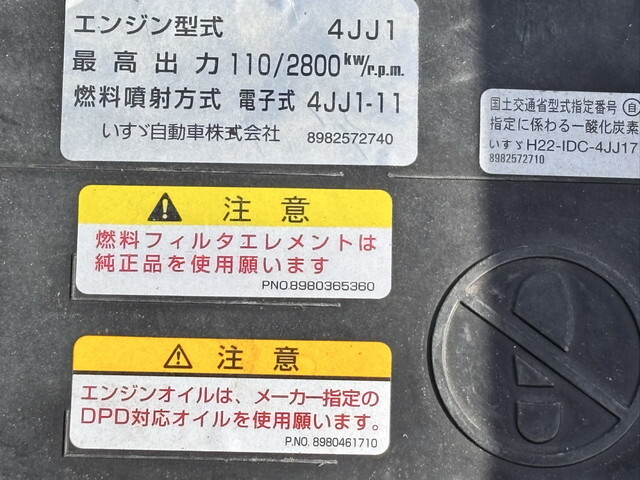 エンジン型式 4JJ1
最高出力 110/2800kw/r.p.m.
燃料噴射方式 電子式 4JJ1-11
いすゞ自動車株式会社 8982572740
国土交通省型式指定番号 自
指定に係わる一酸化炭素
いすゞH22-IDC-4JJ17
8982572710
⚠ 注意
燃料フィルタエレメントは
純正品を使用願います
PNO.8980365360
⚠ 注意
エンジンオイルは、メーカー指定の
DPD対応オイルを使用願います。
P.NO. 8980461710